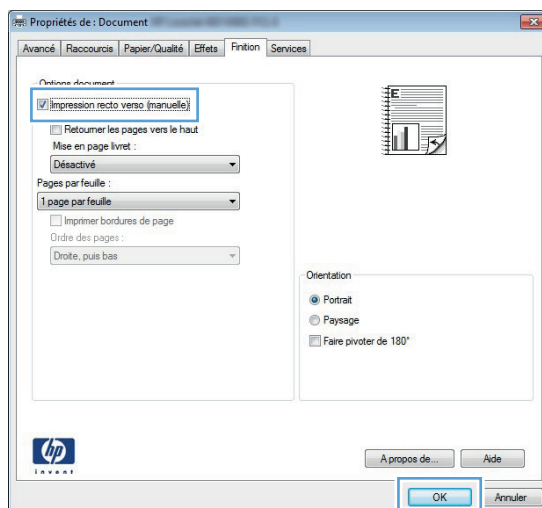 Propriétés de : Document
Avancé Raccourcis Papier/Qualité Effets Finition Services
Options document
Impression recto verso (manuelle)
Retourner les pages vers le haut
Mise en page livret :
Désactivé
Pages par feuille :
1 page par feuille
Imprimer bordures de page
Ordre des pages :
Droite, puis bas
Orientation
Portrait
Paysage
Faire pivoter de 180°
hp
invent
A propos de... Aide
OK Annuler